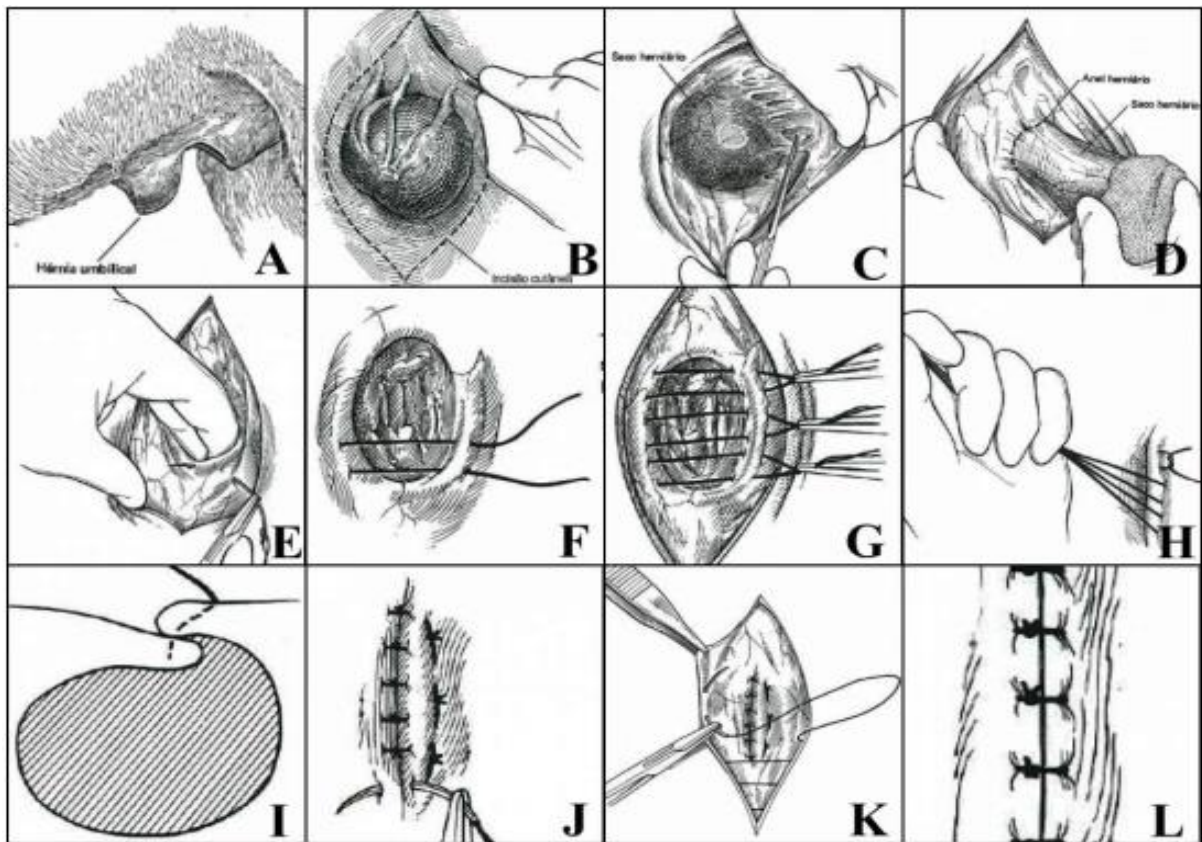 Hérnia umbilical
A
Incisão cutânea
B
Saco herniário
C
Anel herniário
Saco herniário
D
E
F
G
H
I
J
K
L